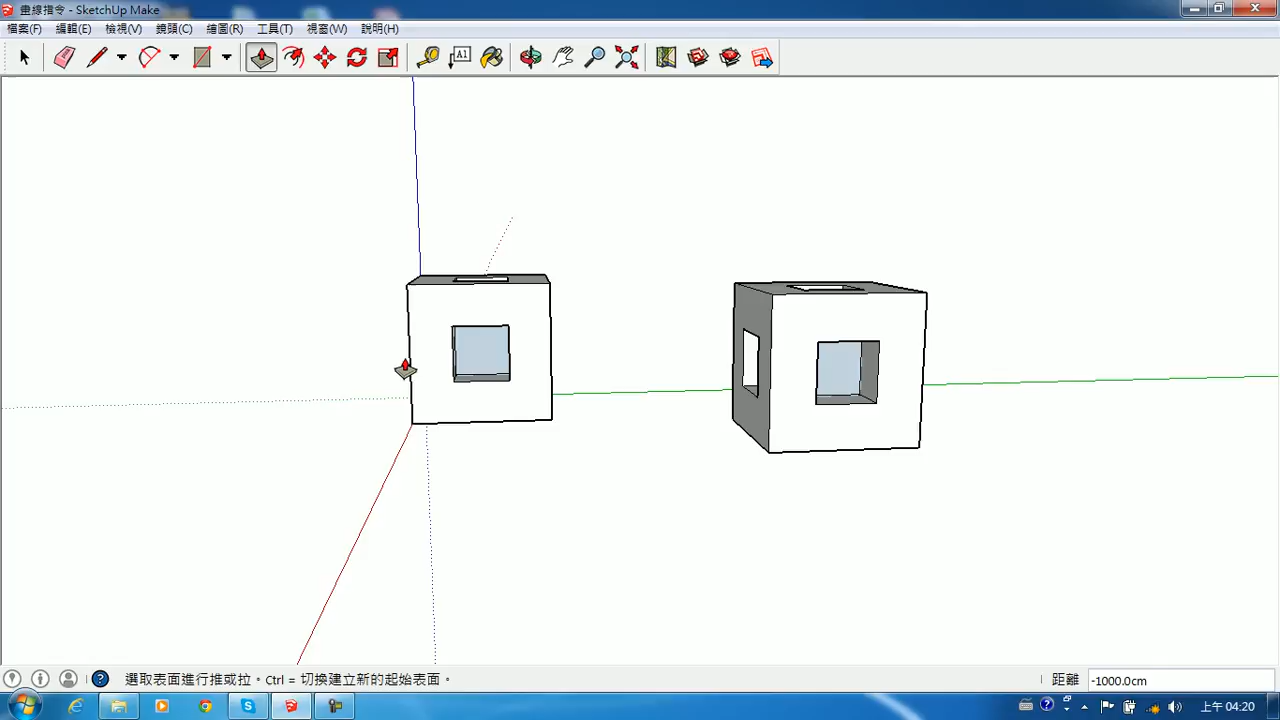 畫線指令 - SketchUp Make
檔案(F) 編輯(E) 檢視(V) 鏡頭(C) 繪圖(R) 工具(T) 視窗(W) 說明(H)
A1
選取表面進行推或拉。Ctrl = 切換建立新的起始表面。 距離 -1000.0cm
上午 04:20